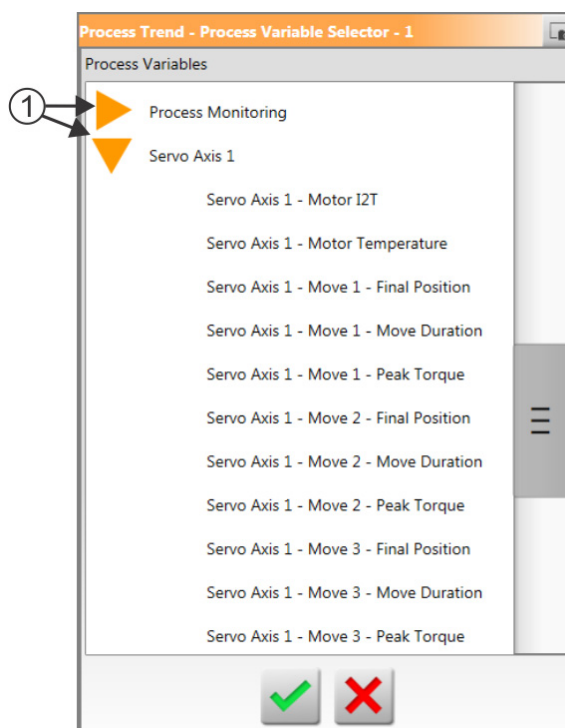 Process Trend - Process Variable Selector - 1
Process Variables
1
Process Monitoring
Servo Axis 1
Servo Axis 1 - Motor I2T
Servo Axis 1 - Motor Temperature
Servo Axis 1 - Move 1 - Final Position
Servo Axis 1 - Move 1 - Move Duration
Servo Axis 1 - Move 1 - Peak Torque
Servo Axis 1 - Move 2 - Final Position
Servo Axis 1 - Move 2 - Move Duration
Servo Axis 1 - Move 2 - Peak Torque
Servo Axis 1 - Move 3 - Final Position
Servo Axis 1 - Move 3 - Move Duration
Servo Axis 1 - Move 3 - Peak Torque